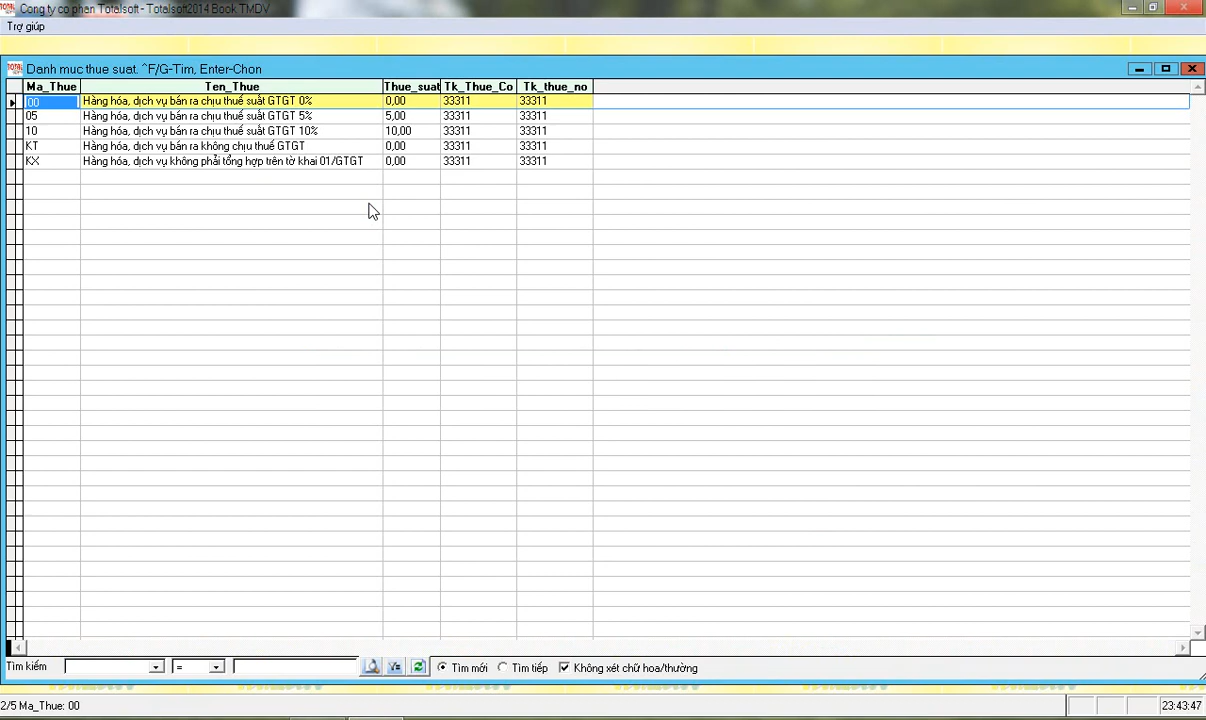 Cong ty co phan Totalsoft - Totalsoft2014 Book TMDV
Trợ giúp
Danh muc thue suat. ^F/G-Tim, Enter-Chon
Ma_Thue Ten_Thue Thue_suat Tk_Thue_Co Tk_thue_no
00 Hàng hóa, dịch vụ bán ra chịu thuế suất GTGT 0% 0,00 33311 33311
05 Hàng hóa, dịch vụ bán ra chịu thuế suất GTGT 5% 5,00 33311 33311
10 Hàng hóa, dịch vụ bán ra chịu thuế suất GTGT 10% 10,00 33311 33311
KT Hàng hóa, dịch vụ bán ra không chịu thuế GTGT 0,00 33311 33311
KX Hàng hóa, dịch vụ không phải tổng hợp trên tờ khai 01/GTGT 0,00 33311 33311
Tìm kiếm = Tìm mới Tìm tiếp Không xét chữ hoa/thường
2/5 Ma_Thue: 00 23:43:47